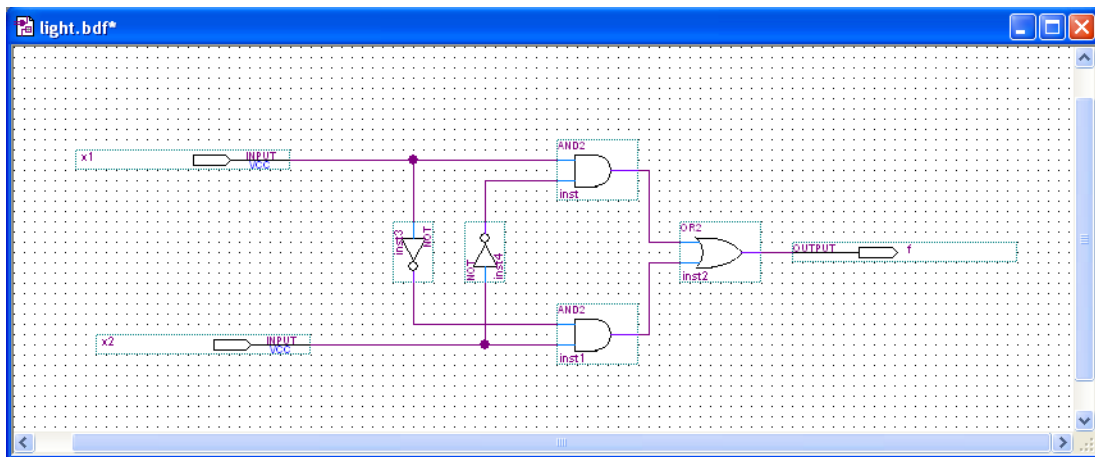 light.bdf*
x1
INPUT
VCC
AND2
inst
inst3
NOT
NOT
inst4
OR2
inst2
OUTPUT
f
x2
INPUT
VCC
AND2
inst1